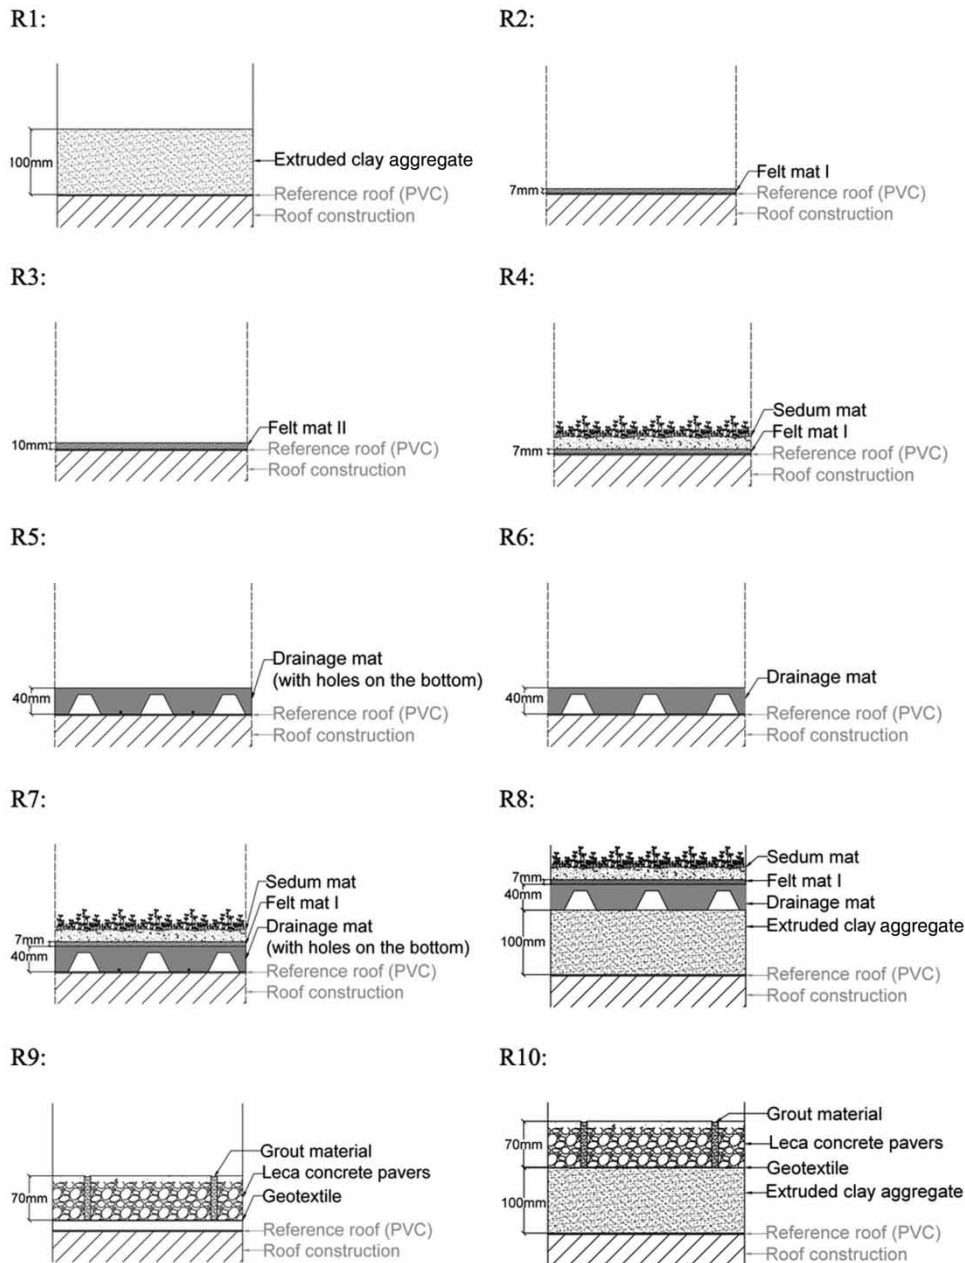 R1:
100mm
Extruded clay aggregate
Reference roof (PVC)
Roof construction
R2:
7mm
Felt mat I
Reference roof (PVC)
Roof construction
R3:
10mm
Felt mat II
Reference roof (PVC)
Roof construction
R4:
7mm
Sedum mat
Felt mat I
Reference roof (PVC)
Roof construction
R5:
40mm
Drainage mat
(with holes on the bottom)
Reference roof (PVC)
Roof construction
R6:
40mm
Drainage mat
Reference roof (PVC)
Roof construction
R7:
7mm
40mm
Sedum mat
Felt mat I
Drainage mat
(with holes on the bottom)
Reference roof (PVC)
Roof construction
R8:
7mm
40mm
100mm
Sedum mat
Felt mat I
Drainage mat
Extruded clay aggregate
Reference roof (PVC)
Roof construction
R9:
70mm
Grout material
Leca concrete pavers
Geotextile
Reference roof (PVC)
Roof construction
R10:
70mm
100mm
Grout material
Leca concrete pavers
Geotextile
Extruded clay aggregate
Reference roof (PVC)
Roof construction